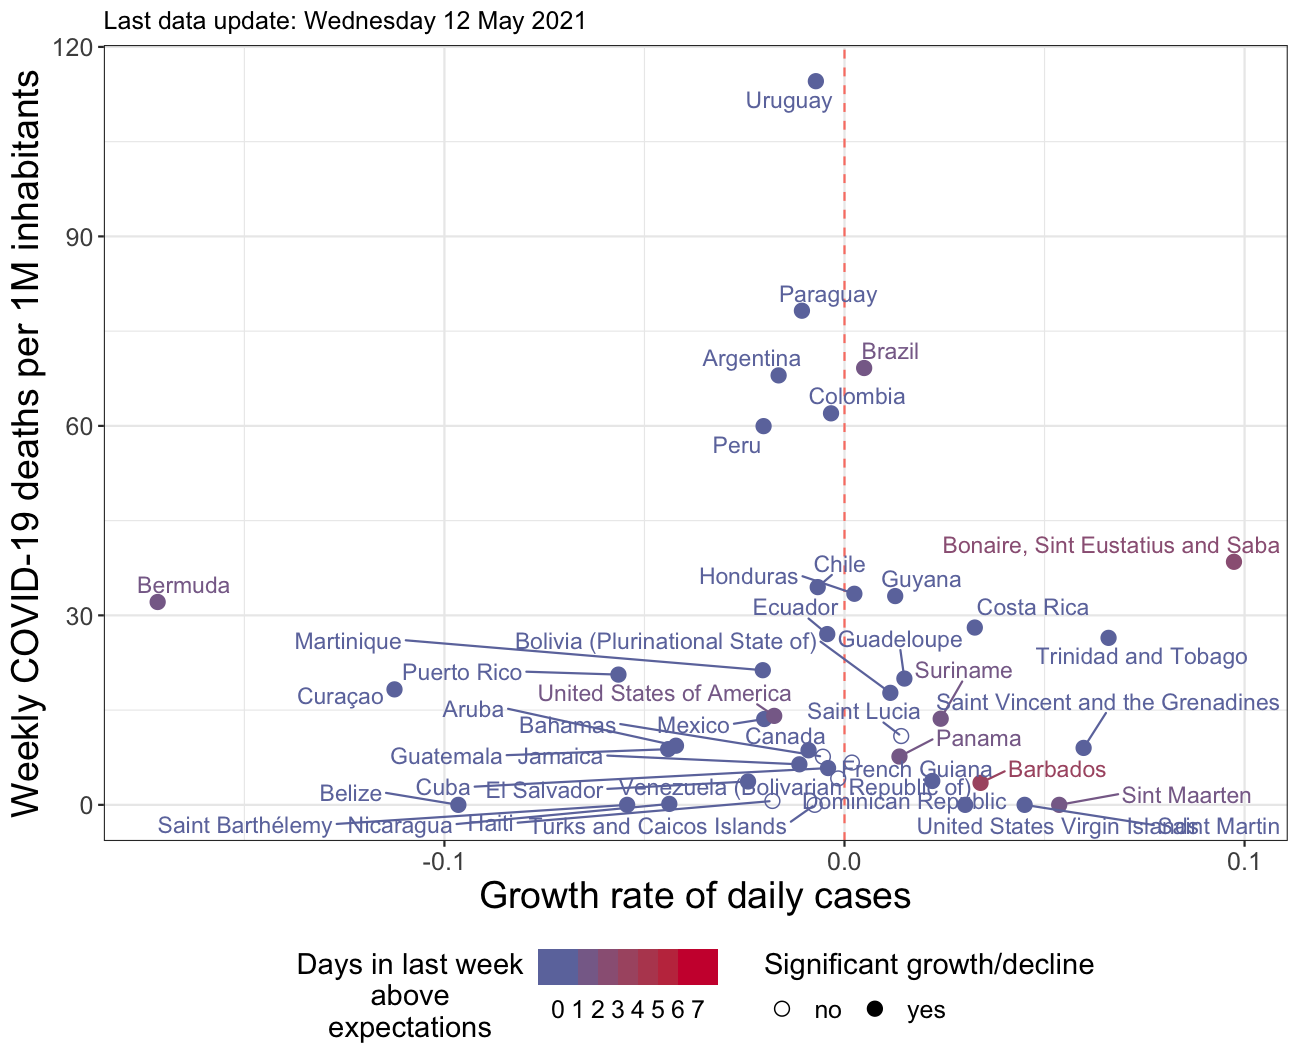 Last data update: Wednesday 12 May 2021
Weekly COVID-19 deaths per 1M inhabitants
120
90
60
30
0
Uruguay
Paraguay
Brazil
Argentina
Colombia
Peru
Bonaire, Sint Eustatius and Saba
Chile
Honduras
Guyana
Bermuda
Ecuador
Costa Rica
Martinique
Bolivia (Plurinational State of)
Guadeloupe
Trinidad and Tobago
Puerto Rico
Suriname
Curaçao
United States of America
Saint Vincent and the Grenadines
Aruba
Saint Lucia
Bahamas
Mexico
Canada
Panama
Guatemala
Jamaica
French Guiana
Barbados
Cuba
El Salvador
Venezuela (Bolivarian Republic of)
Belize
Sint Maarten
Dominican Republic
Saint Barthélemy
Nicaragua
Haiti
Turks and Caicos Islands
United States Virgin Islands
Saint Martin
-0.1
0.0
0.1
Growth rate of daily cases
Days in last week
above
expectations
0 1 2 3 4 5 6 7
Significant growth/decline
no
yes